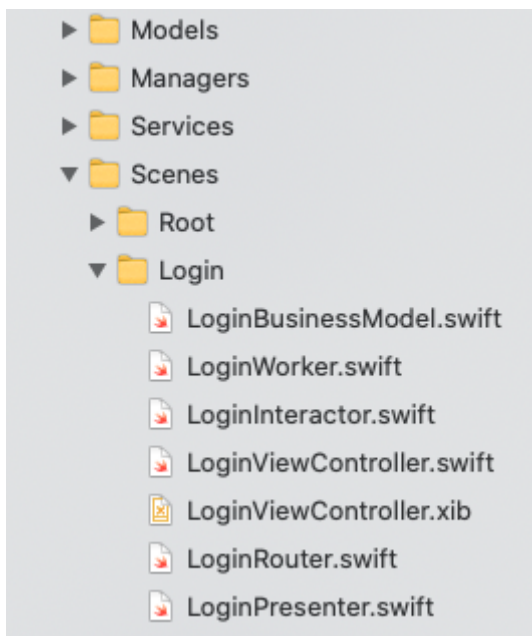 Models
Managers
Services
Scenes
Root
Login
LoginBusinessModel.swift
LoginWorker.swift
LoginInteractor.swift
LoginViewController.swift
LoginViewController.xib
LoginRouter.swift
LoginPresenter.swift